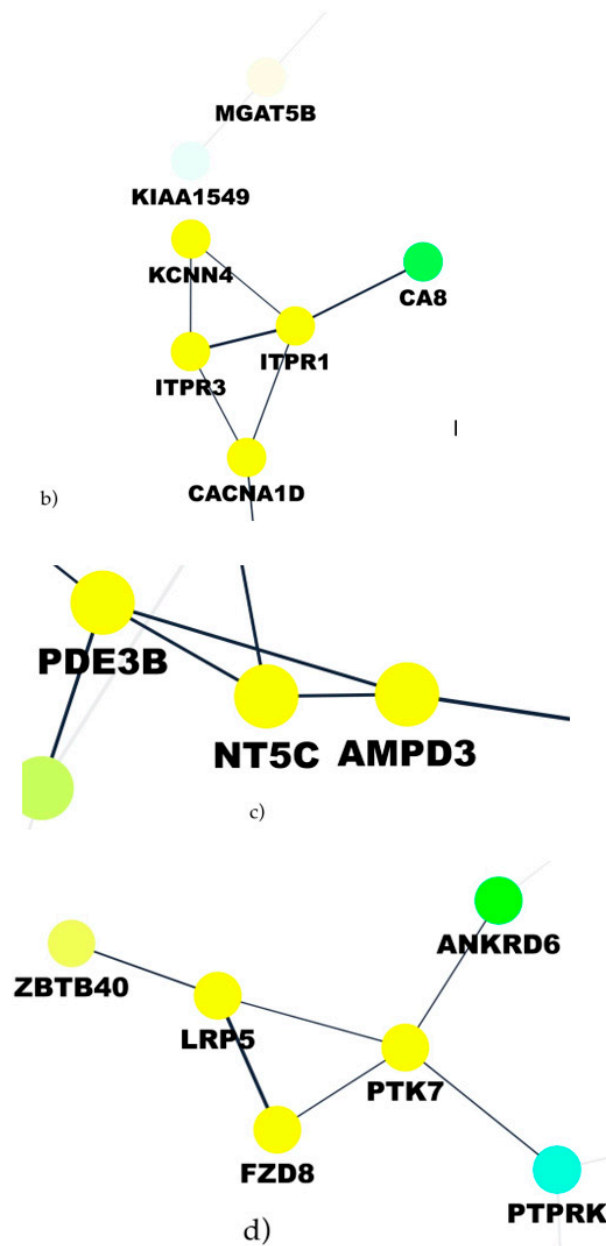 MGAT5B
KIAA1549
KCNN4
CA8
ITPR1
ITPR3
CACNA1D
b)
PDE3B
NT5C AMPD3
c)
ANKRD6
ZBTB40
LRP5
PTK7
FZD8
PTPRK
d)